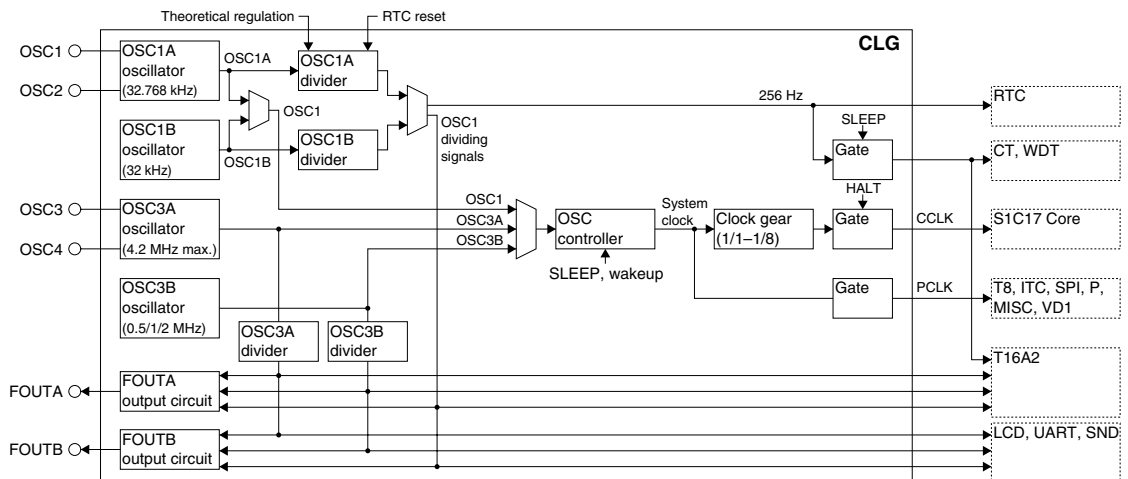 Theoretical regulation
RTC reset
CLG
OSC1
OSC2
OSC1A
oscillator
(32.768 kHz)
OSC1A
OSC1A
divider
OSC1
OSC1B
oscillator
(32 kHz)
OSC1B
OSC1B
divider
OSC1
dividing
signals
256 Hz
RTC
SLEEP
Gate
CT, WDT
HALT
OSC3
OSC4
OSC3A
oscillator
(4.2 MHz max.)
OSC1
OSC3A
OSC3B
OSC
controller
SLEEP, wakeup
System
clock
Clock gear
(1/1–1/8)
Gate
CCLK
S1C17 Core
OSC3B
oscillator
(0.5/1/2 MHz)
Gate
PCLK
T8, ITC, SPI, P,
MISC, VD1
OSC3A
divider
OSC3B
divider
T16A2
FOUTA
FOUTA
output circuit
FOUTB
FOUTB
output circuit
LCD, UART, SND